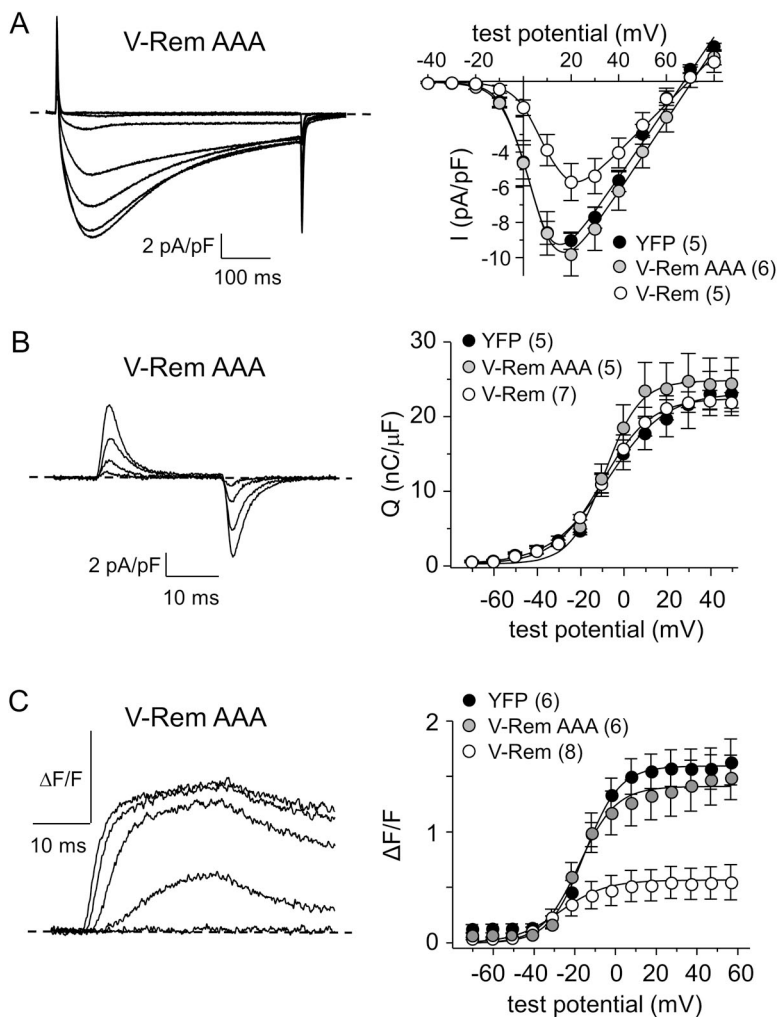 A
V-Rem AAA
2 pA/pF
100 ms
test potential (mV)
-40 -20 0 20 40 60 80
-4
-6
-8
-10
I (pA/pF)
YFP (5)
V-Rem AAA (6)
V-Rem (5)
B
V-Rem AAA
2 pA/pF
10 ms
YFP (5)
V-Rem AAA (5)
V-Rem (7)
30
20
10
0
Q (nC/μF)
-60 -40 -20 0 20 40
test potential (mV)
C
V-Rem AAA
ΔF/F
10 ms
YFP (6)
V-Rem AAA (6)
V-Rem (8)
2
1
0
ΔF/F
-60 -40 -20 0 20 40 60
test potential (mV)